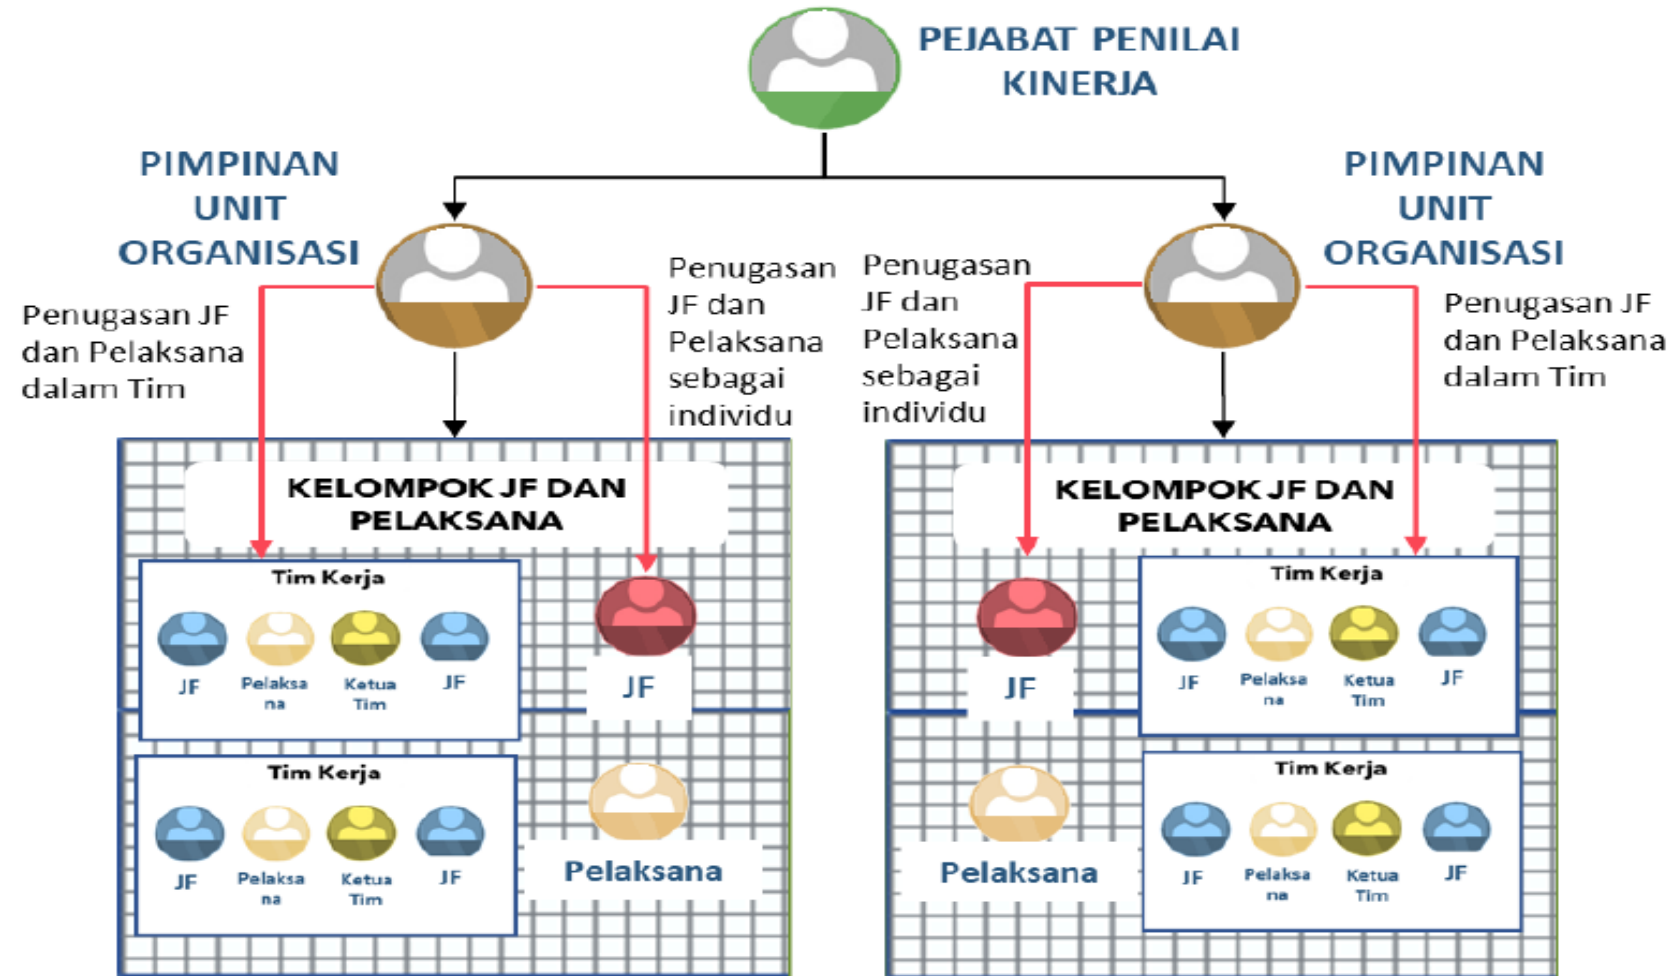 PEJABAT PENILAI
KINERJA
PIMPINAN
UNIT
ORGANISASI
PIMPINAN
UNIT
ORGANISASI
Penugasan JF
dan Pelaksana
dalam Tim
Penugasan
JF dan
Pelaksana
sebagai
individu
Penugasan
JF dan
Pelaksana
sebagai
individu
Penugasan JF
dan Pelaksana
dalam Tim
KELOMPOK JF DAN
PELAKSANA
Tim Kerja
JF
Pelaksa
na
Ketua
Tim
JF
JF
Tim Kerja
JF
Pelaksa
na
Ketua
Tim
JF
Pelaksana
KELOMPOK JF DAN
PELAKSANA
JF
Tim Kerja
JF
Pelaksa
na
Ketua
Tim
JF
Pelaksana
Tim Kerja
JF
Pelaksa
na
Ketua
Tim
JF